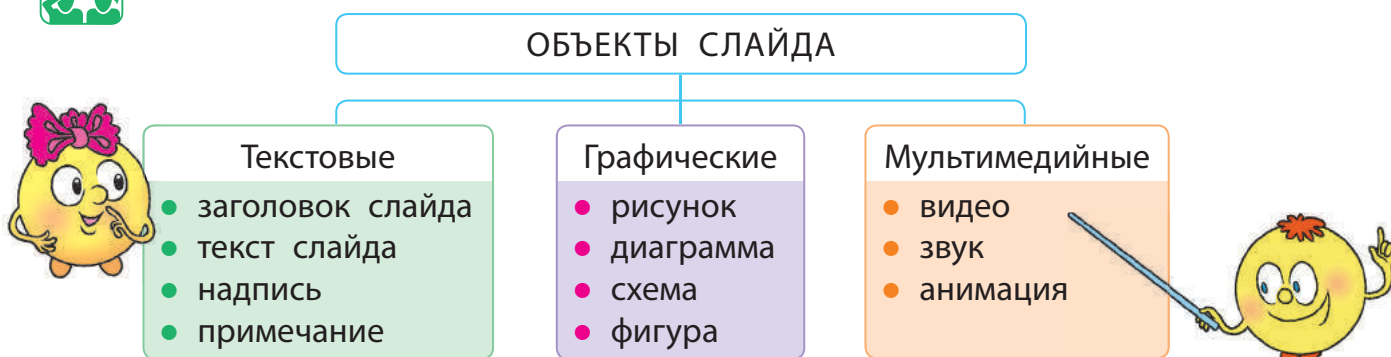 ОБЪЕКТЫ СЛАЙДА
Текстовые
заголовок слайда
текст слайда
надпись
примечание
Графические
рисунок
диаграмма
схема
фигура
Мультимедийные
видео
звук
анимация